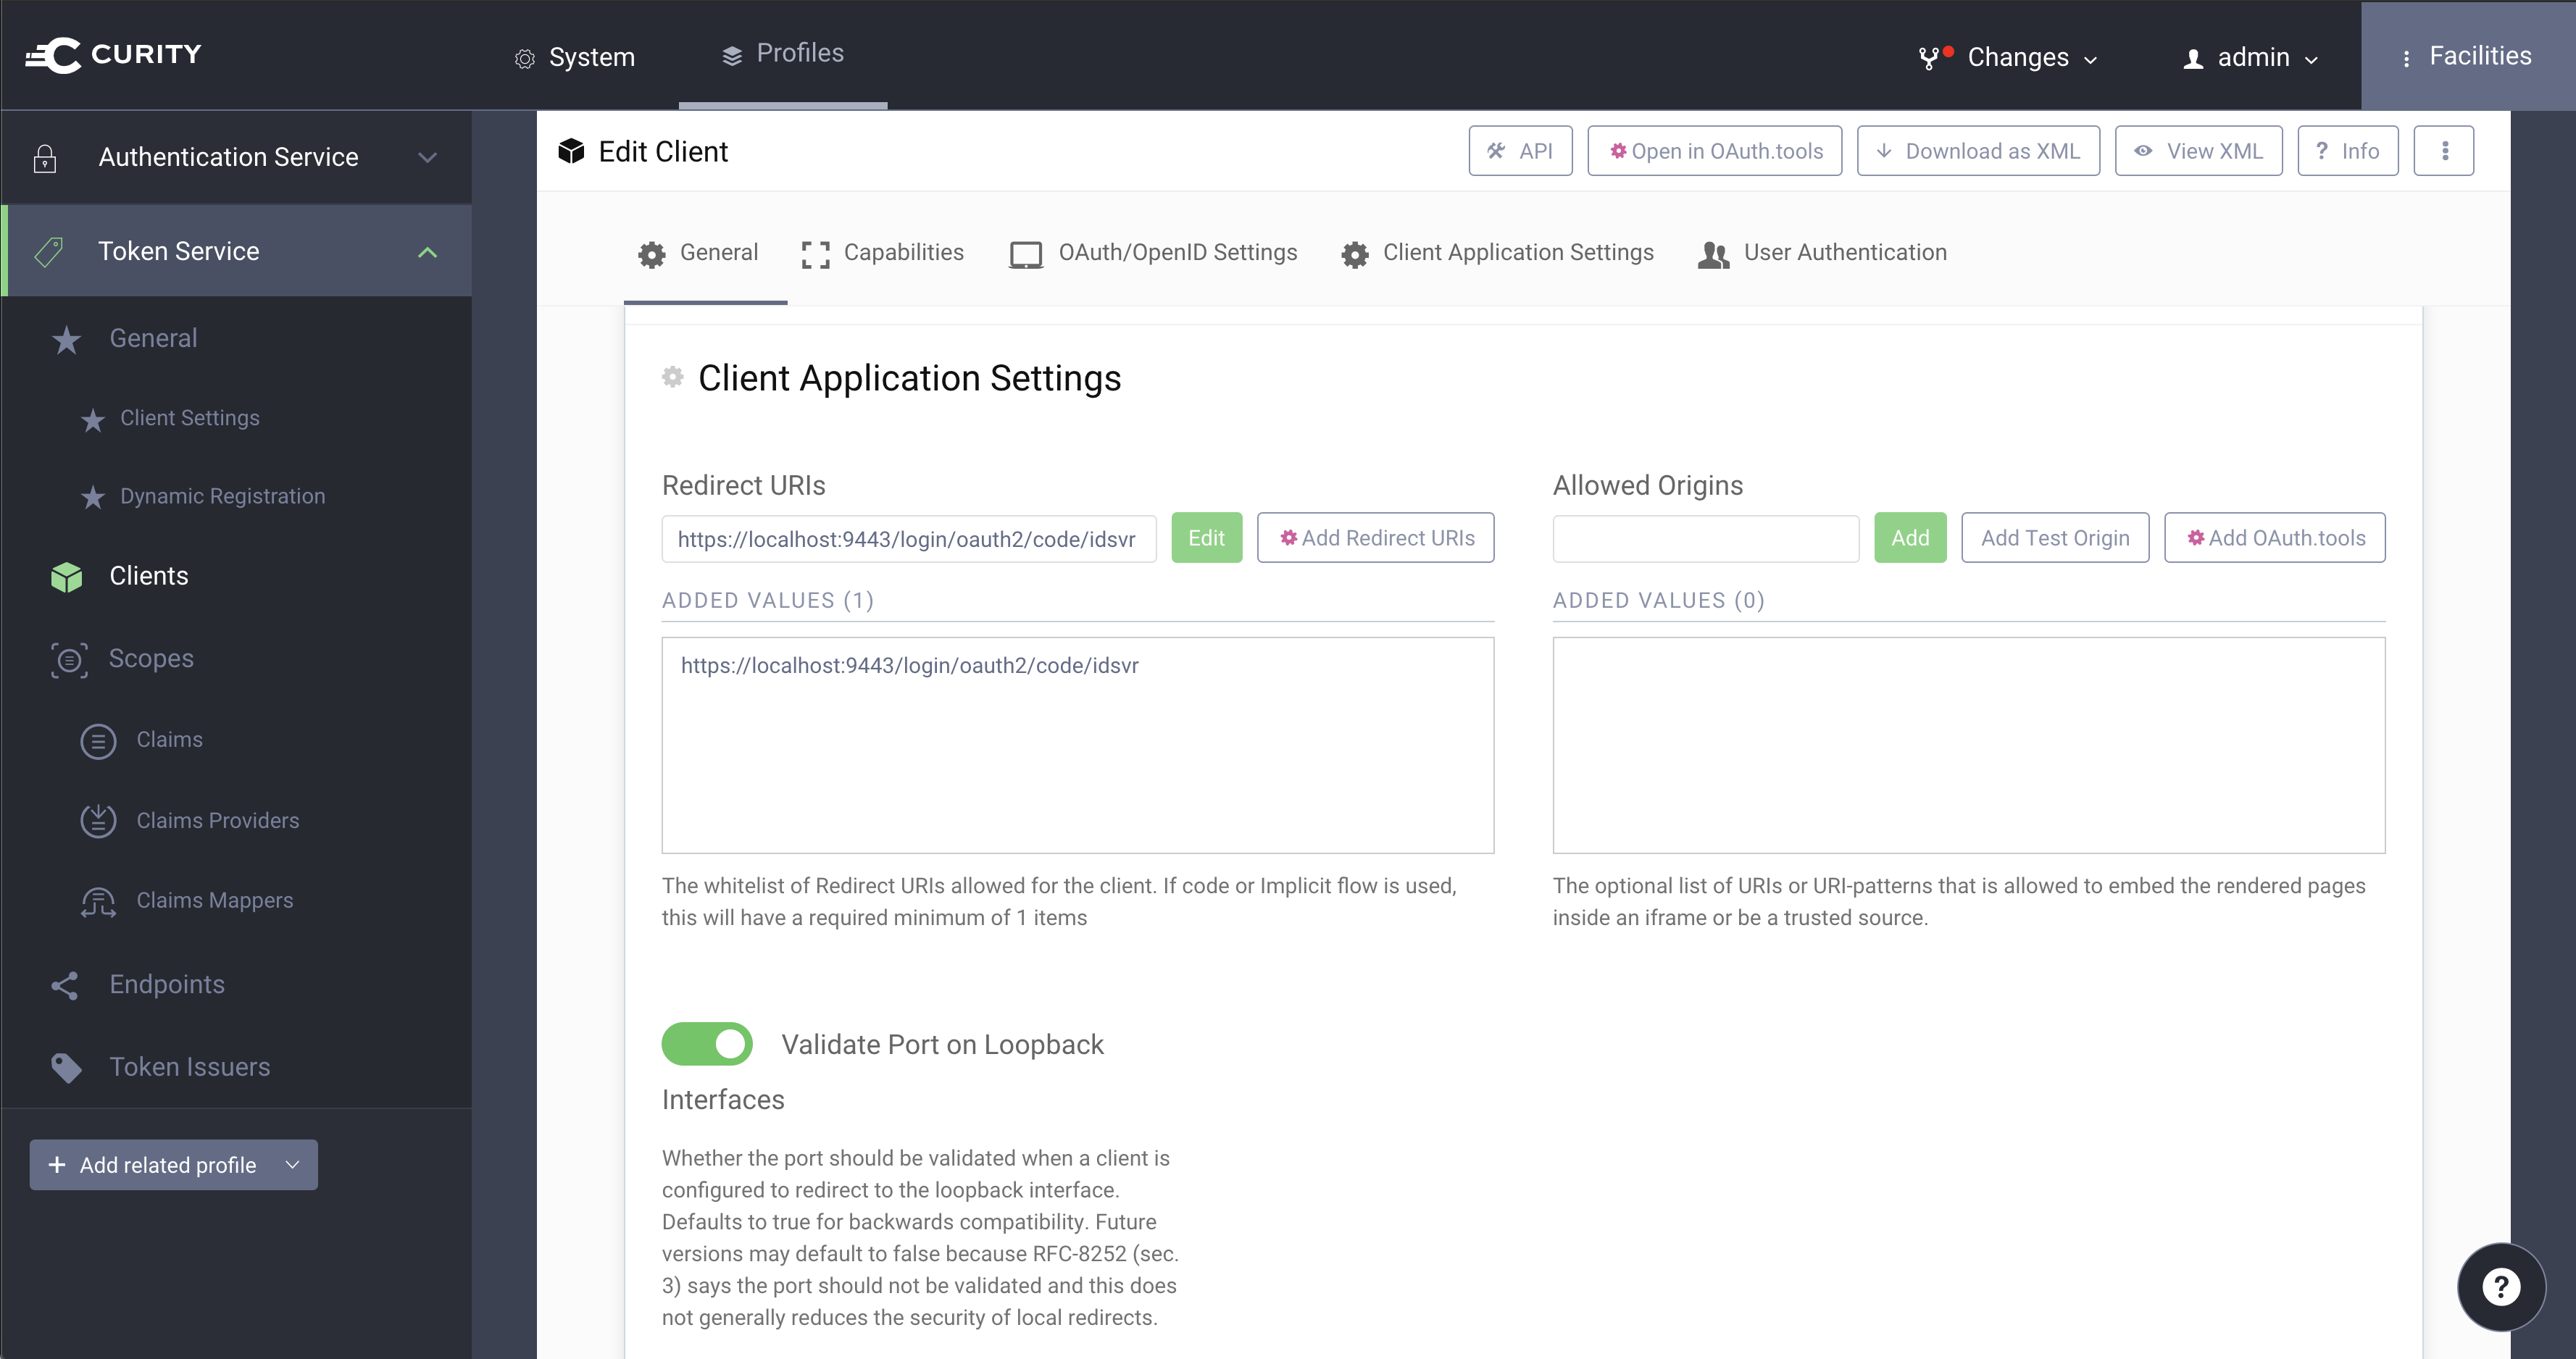 CURITY
System
Profiles
Changes
admin
Facilities
Authentication Service
Token Service
General
Client Settings
Dynamic Registration
Clients
Scopes
Claims
Claims Providers
Claims Mappers
Endpoints
Token Issuers
+ Add related profile
Edit Client
API
Open in OAuth.tools
Download as XML
View XML
? Info
General
Capabilities
OAuth/OpenID Settings
Client Application Settings
User Authentication
Client Application Settings
Redirect URIs
https://localhost:9443/login/oauth2/code/idsvr
Edit
Add Redirect URIs
ADDED VALUES (1)
https://localhost:9443/login/oauth2/code/idsvr
The whitelist of Redirect URIs allowed for the client. If code or Implicit flow is used,
this will have a required minimum of 1 items
Allowed Origins
Add
Add Test Origin
Add OAuth.tools
ADDED VALUES (0)
The optional list of URIs or URI-patterns that is allowed to embed the rendered pages
inside an iframe or be a trusted source.
Validate Port on Loopback
Interfaces
Whether the port should be validated when a client is
configured to redirect to the loopback interface.
Defaults to true for backwards compatibility. Future
versions may default to false because RFC-8252 (sec.
3) says the port should not be validated and this does
not generally reduces the security of local redirects.
?